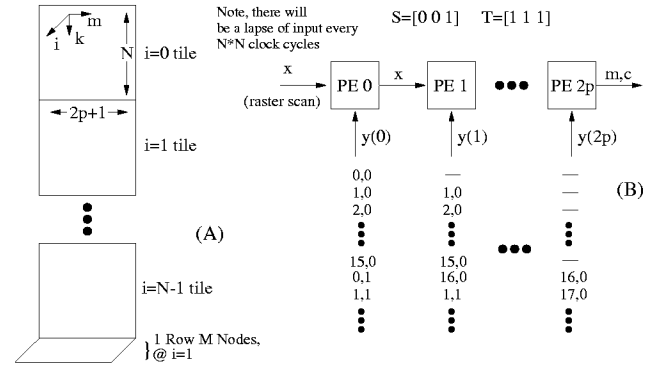 m
k
i
N
i=0 tile
2p+1
i=1 tile
(A)
i=N-1 tile
1 Row M Nodes,
@ i=1
Note, there will
be a lapse of input every
N*N clock cycles
S=[0 0 1] T=[1 1 1]
x
(raster scan)
PE 0
x
PE 1
PE 2p
m,c
y(0) y(1) y(2p)
0,0 —
1,0 1,0 —
2,0 2,0 —
(B)
15,0 15,0 —
0,1 16,0 16,0
1,1 1,1 17,0